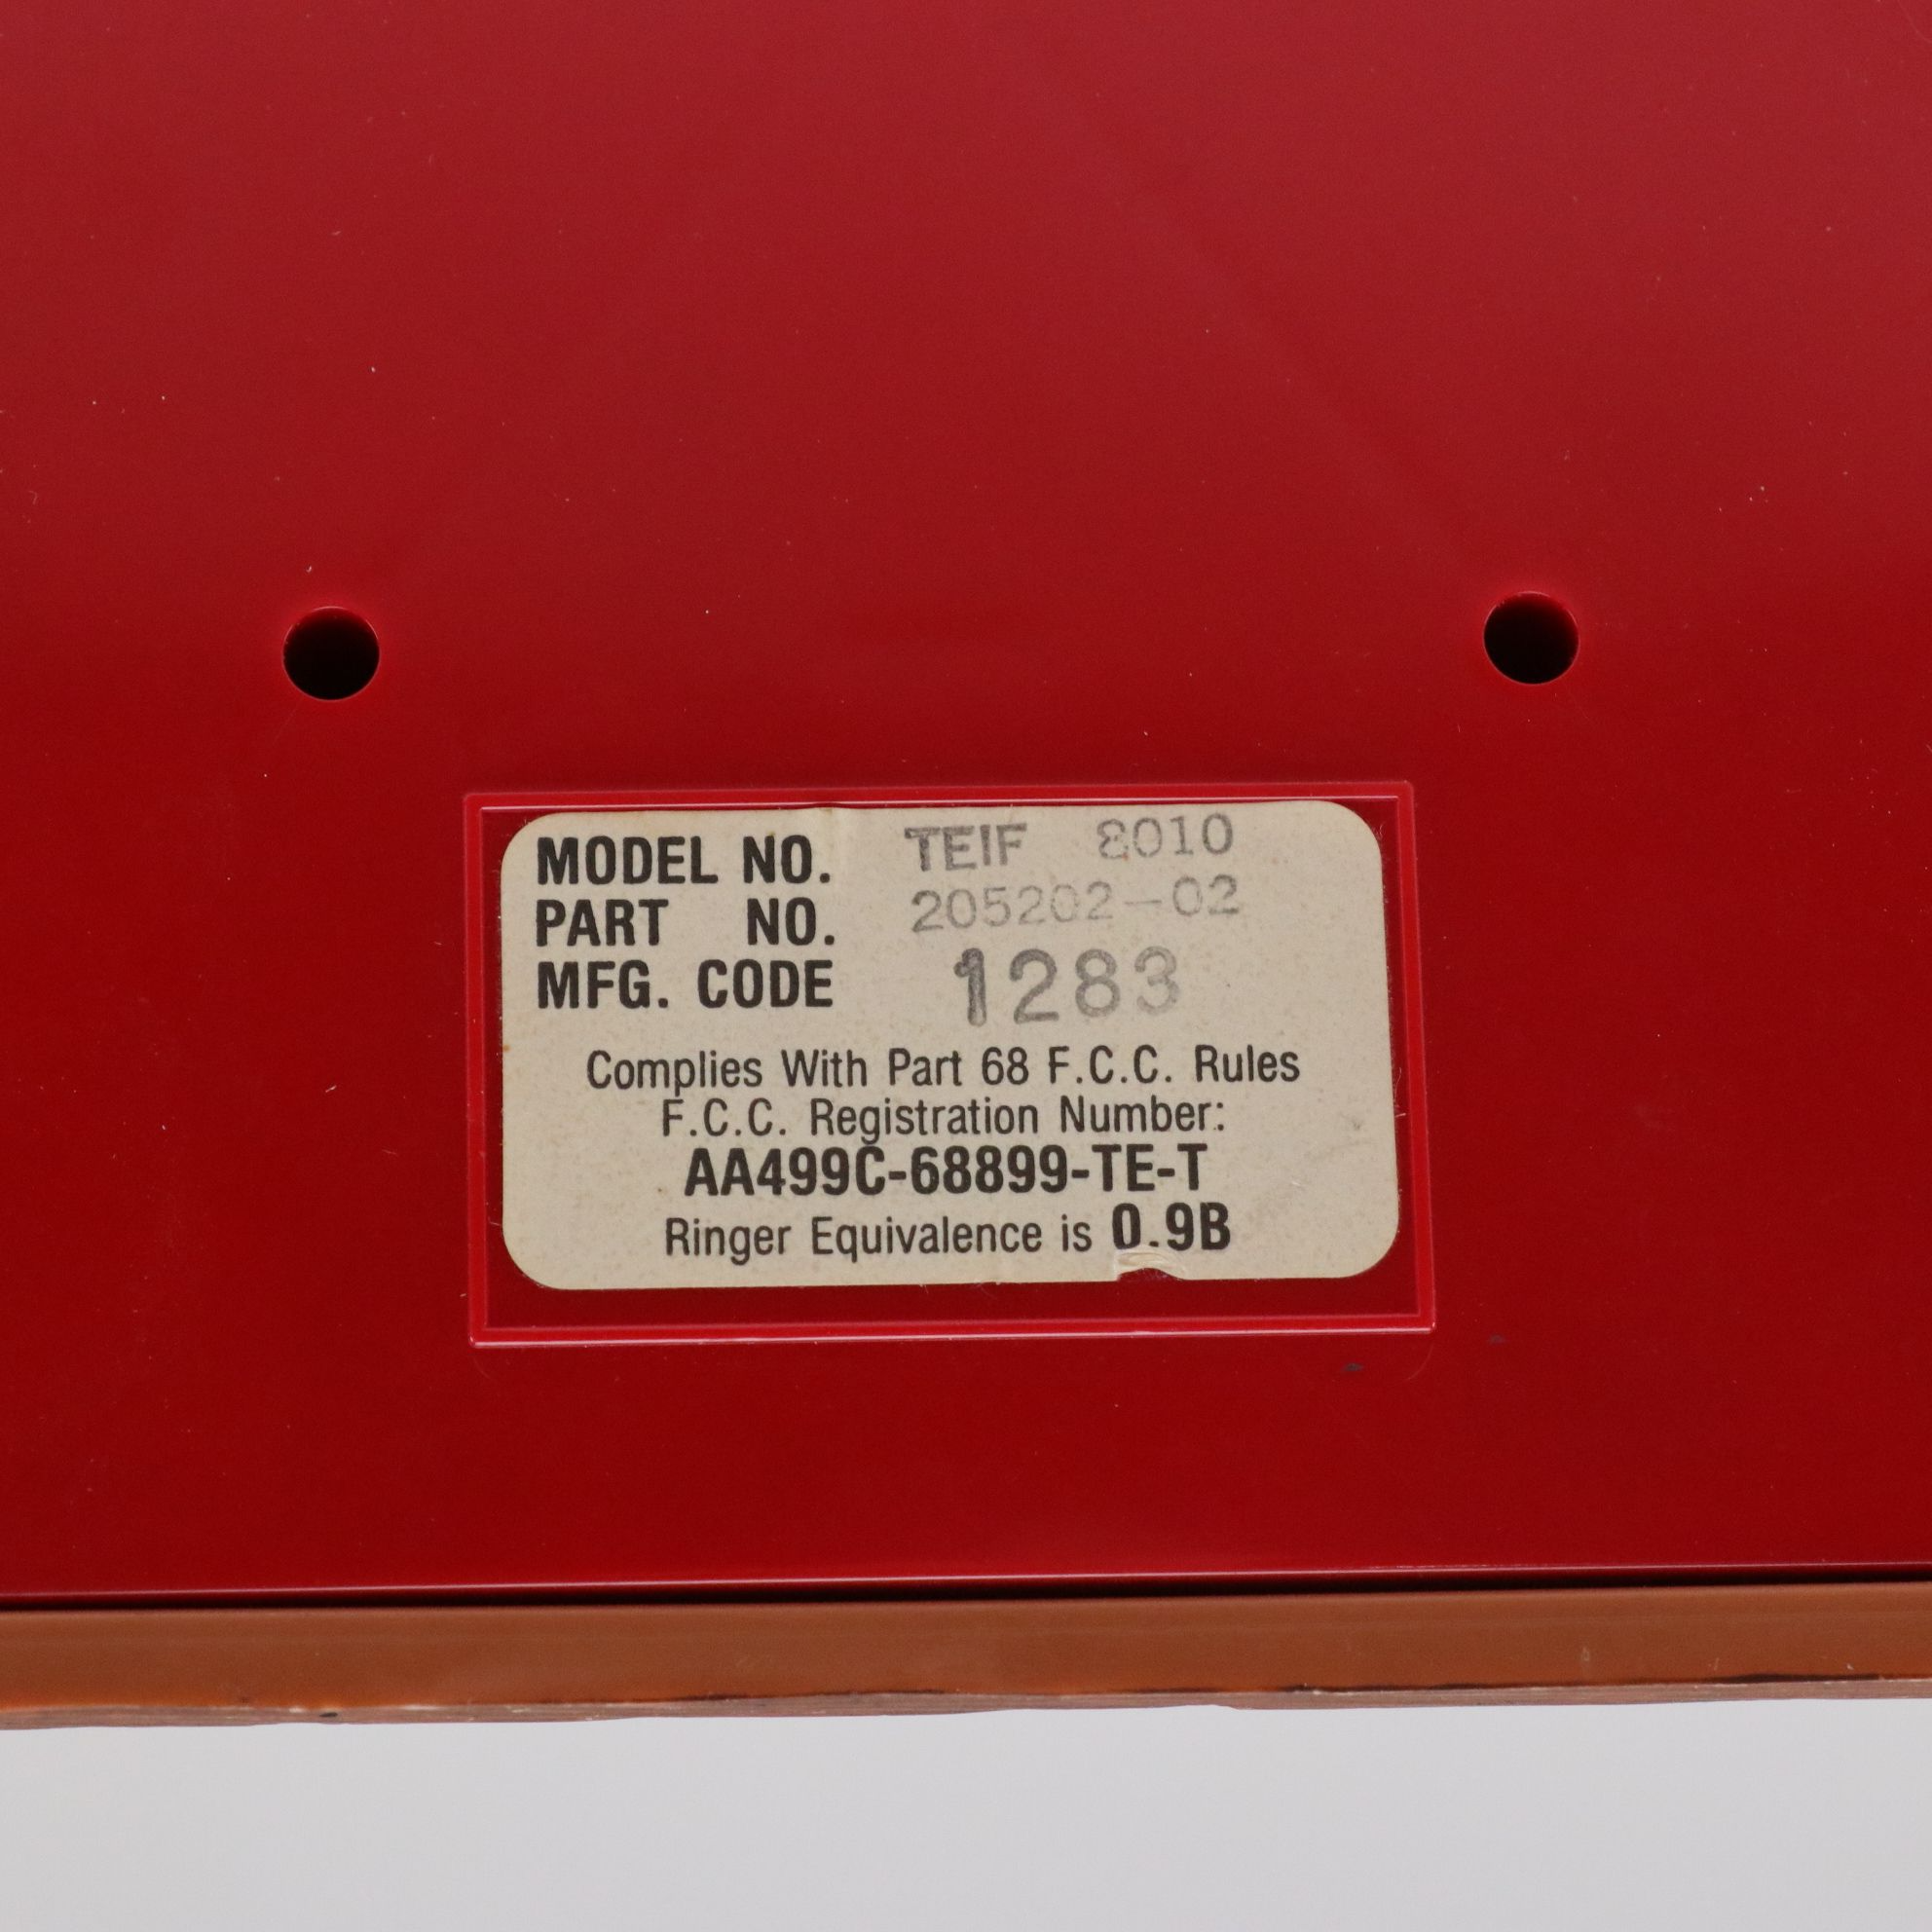 MODEL NO. TEIF 8010
PART NO. 205202-02
MFG. CODE 1283
Complies With Part 68 F.C.C. Rules
F.C.C. Registration Number:
AA499C-68899-TE-T
Ringer Equivalence is 0.9B